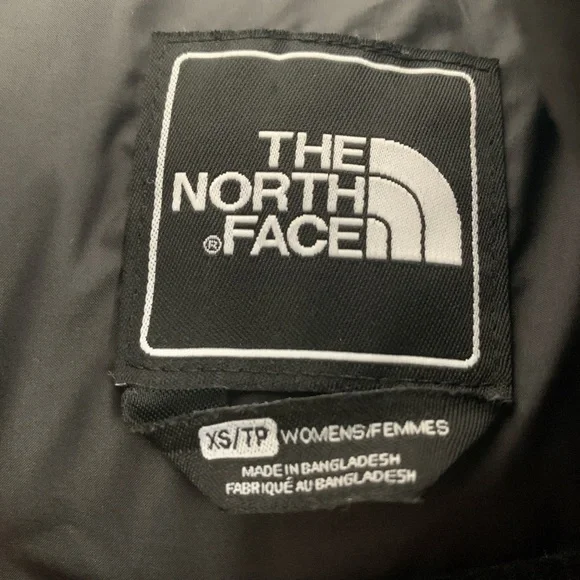 THE
NORTH
®FACE
XS/TP WOMENS/FEMMES
MADE IN BANGLADESH
FABRIQUÉ AU BANGLADESH